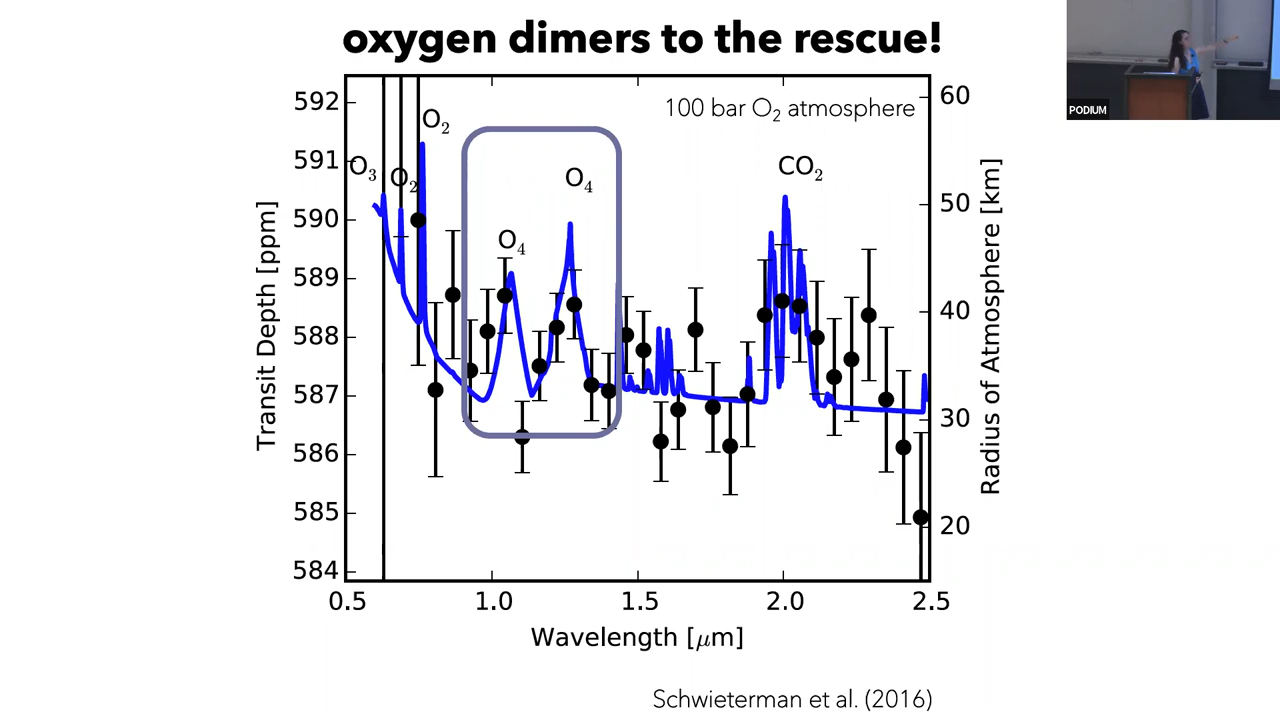 oxygen dimers to the rescue!
100 bar O₂ atmosphere
592
591
590
589
588
587
586
585
584
Transit Depth [ppm]
60
50
40
30
20
Radius of Atmosphere [km]
O₃
O₂
O₂
O₄
O₄
CO₂
0.5 1.0 1.5 2.0 2.5
Wavelength [μm]
Schwieterman et al. (2016)
PODIUM